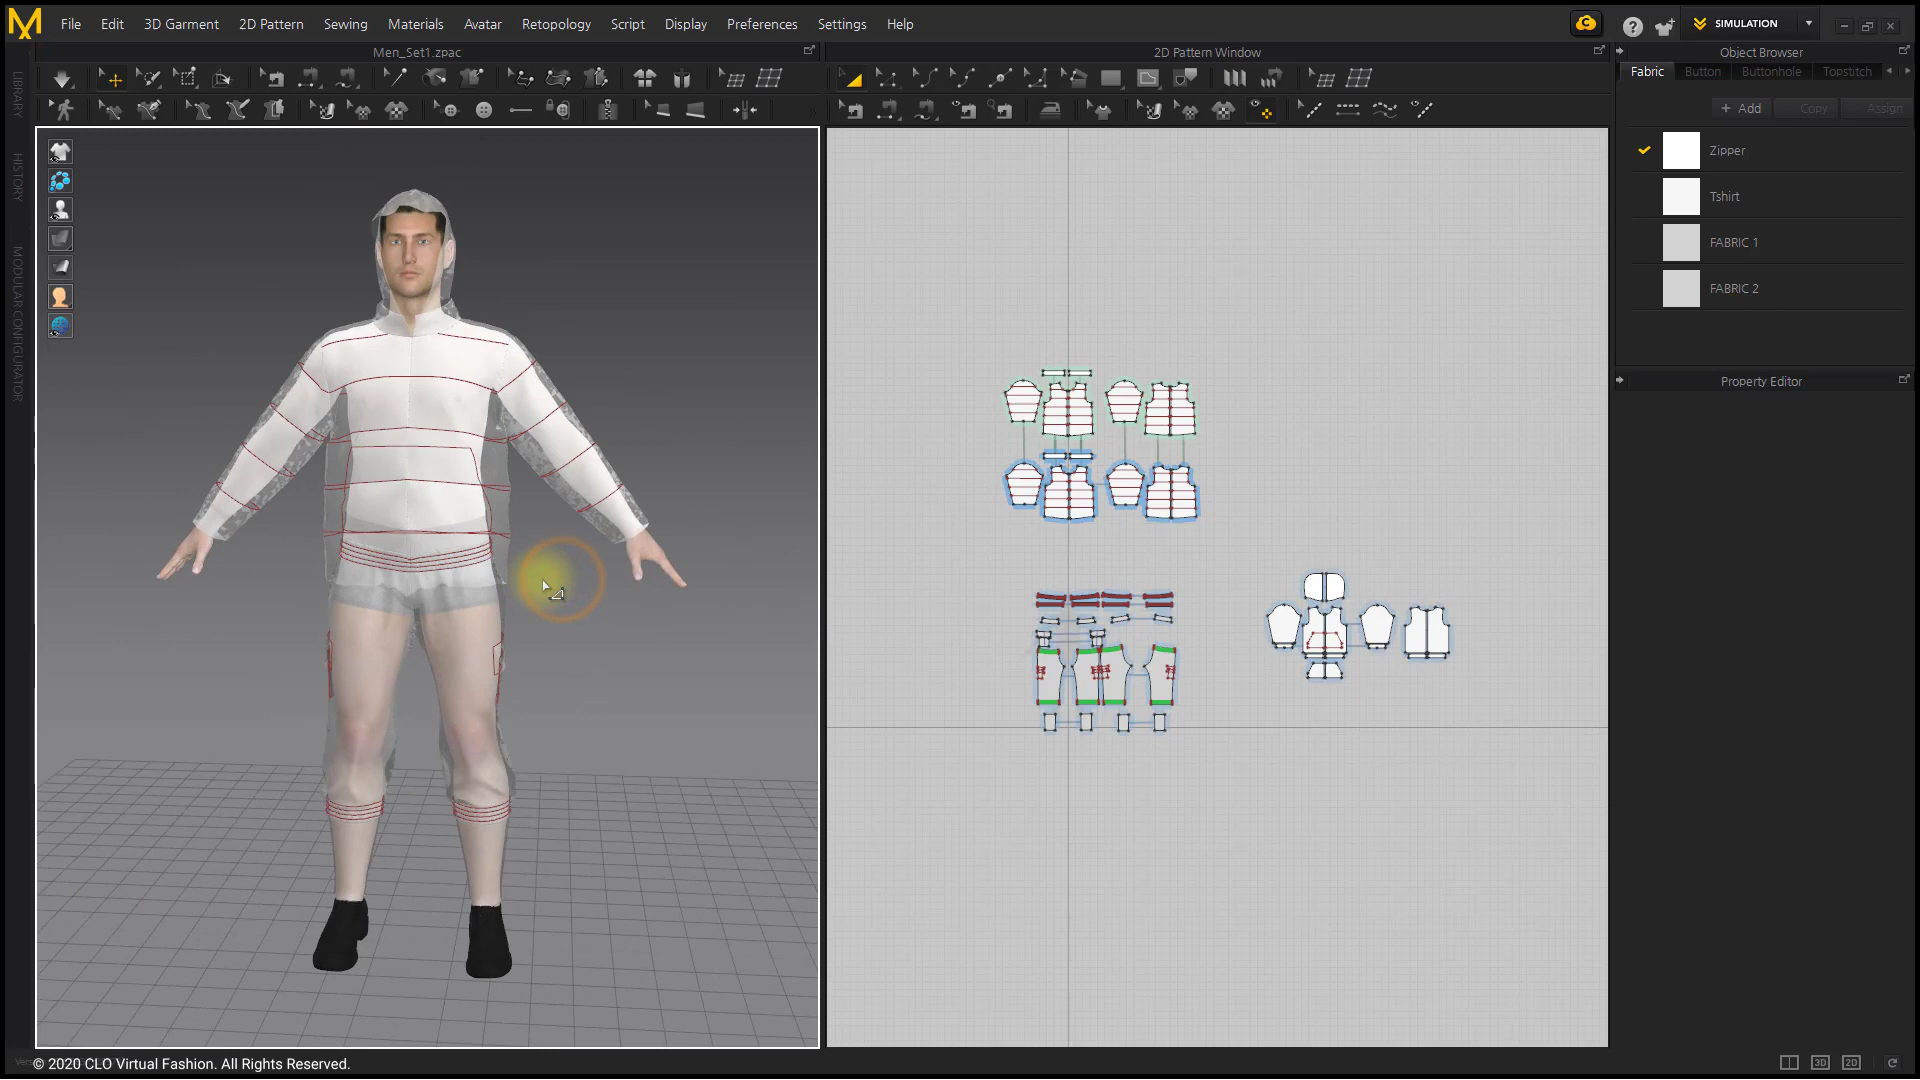 File Edit 3D Garment 2D Pattern Sewing Materials Avatar Retopology Script Display Preferences Settings Help
SIMULATION
Men_Set1.zpac
2D Pattern Window
Object Browser
Fabric Button Buttonhole Topstitch
+ Add Copy Assign
Zipper
Tshirt
FABRIC 1
FABRIC 2
Property Editor
LIBRARY
HISTORY
MODULAR CONFIGURATOR
© 2020 CLO Virtual Fashion. All Rights Reserved.
3D 2D